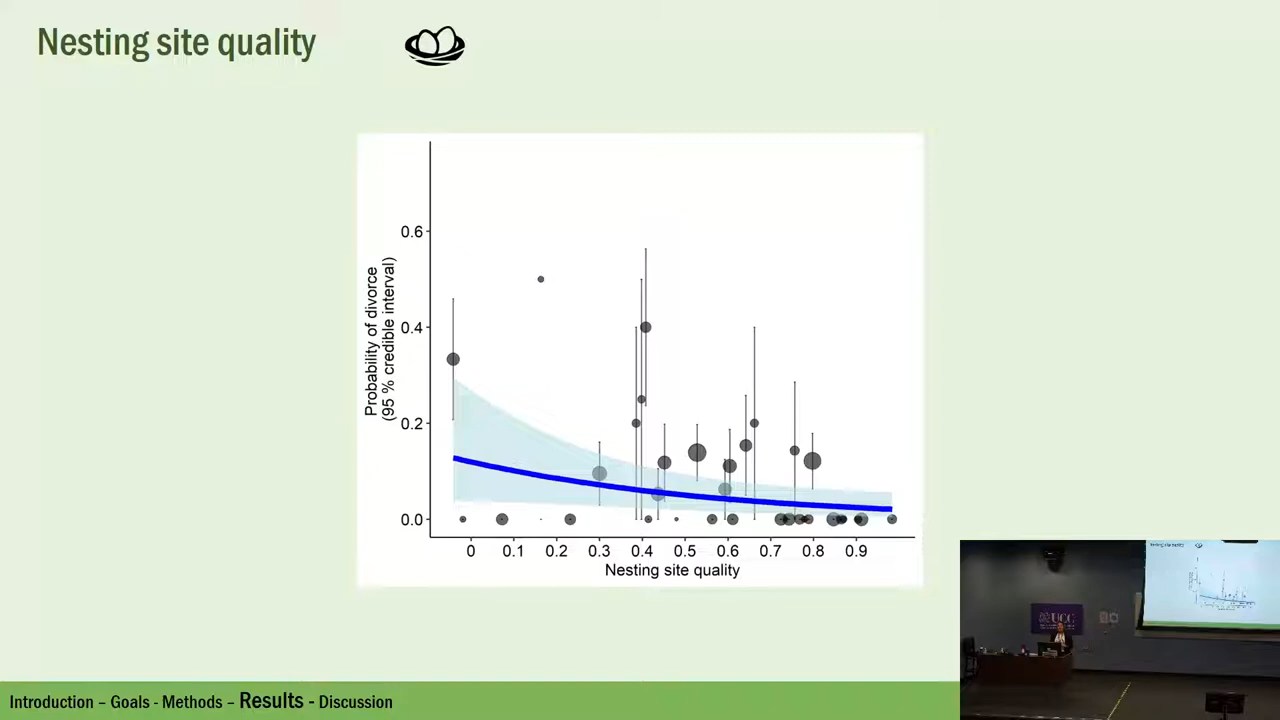 Nesting site quality
0.6
0.4
0.2
0.0
Probability of divorce
(95 % credible interval)
0 0.1 0.2 0.3 0.4 0.5 0.6 0.7 0.8 0.9
Nesting site quality
UCC
Introduction – Goals - Methods – Results - Discussion